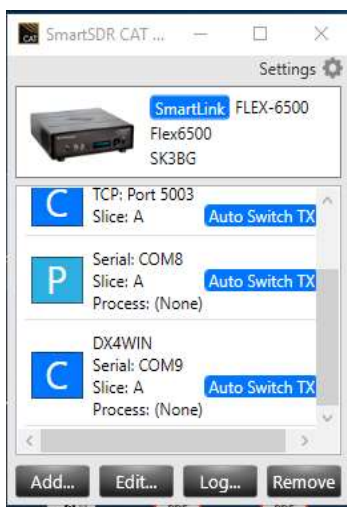 CAT SmartSDR CAT ...
Settings
SmartLink FLEX-6500
Flex6500
SK3BG
C TCP: Port 5003
Slice: A Auto Switch TX
P Serial: COM8
Slice: A Auto Switch TX
Process: (None)
DX4WIN
C Serial: COM9
Slice: A Auto Switch TX
Process: (None)
Add... Edit... Log... Remove